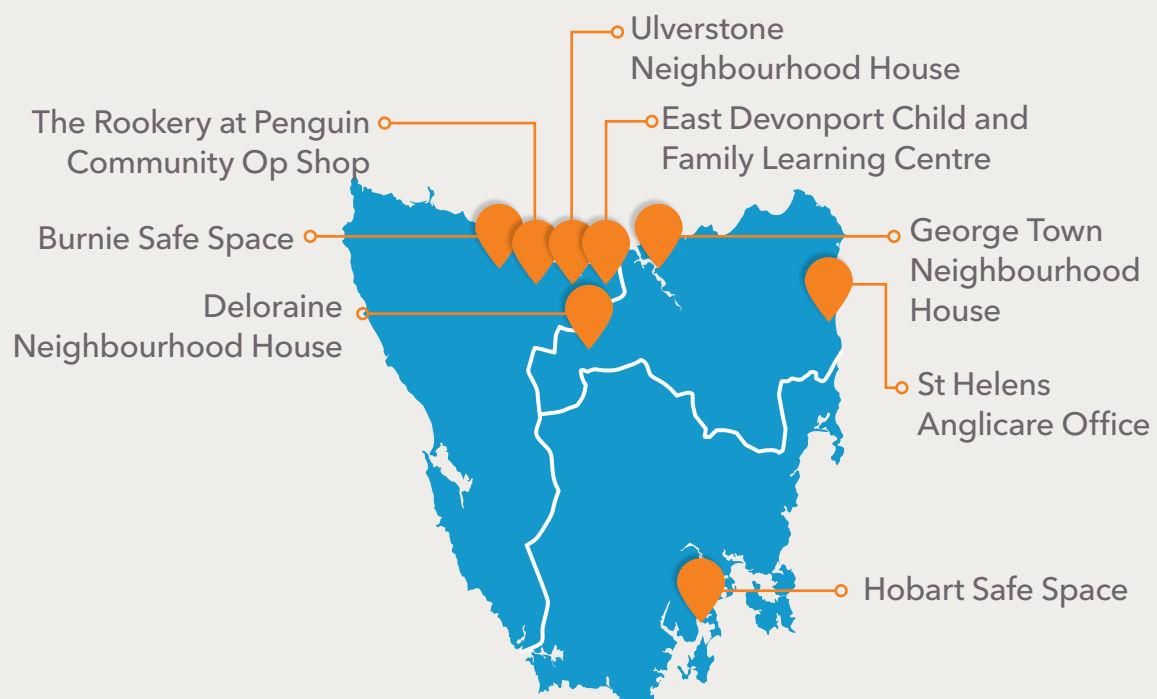 Ulverstone
Neighbourhood House
The Rookery at Penguin
Community Op Shop
East Devonport Child and
Family Learning Centre
Burnie Safe Space
George Town
Neighbourhood
House
Deloraine
Neighbourhood House
St Helens
Anglicare Office
Hobart Safe Space